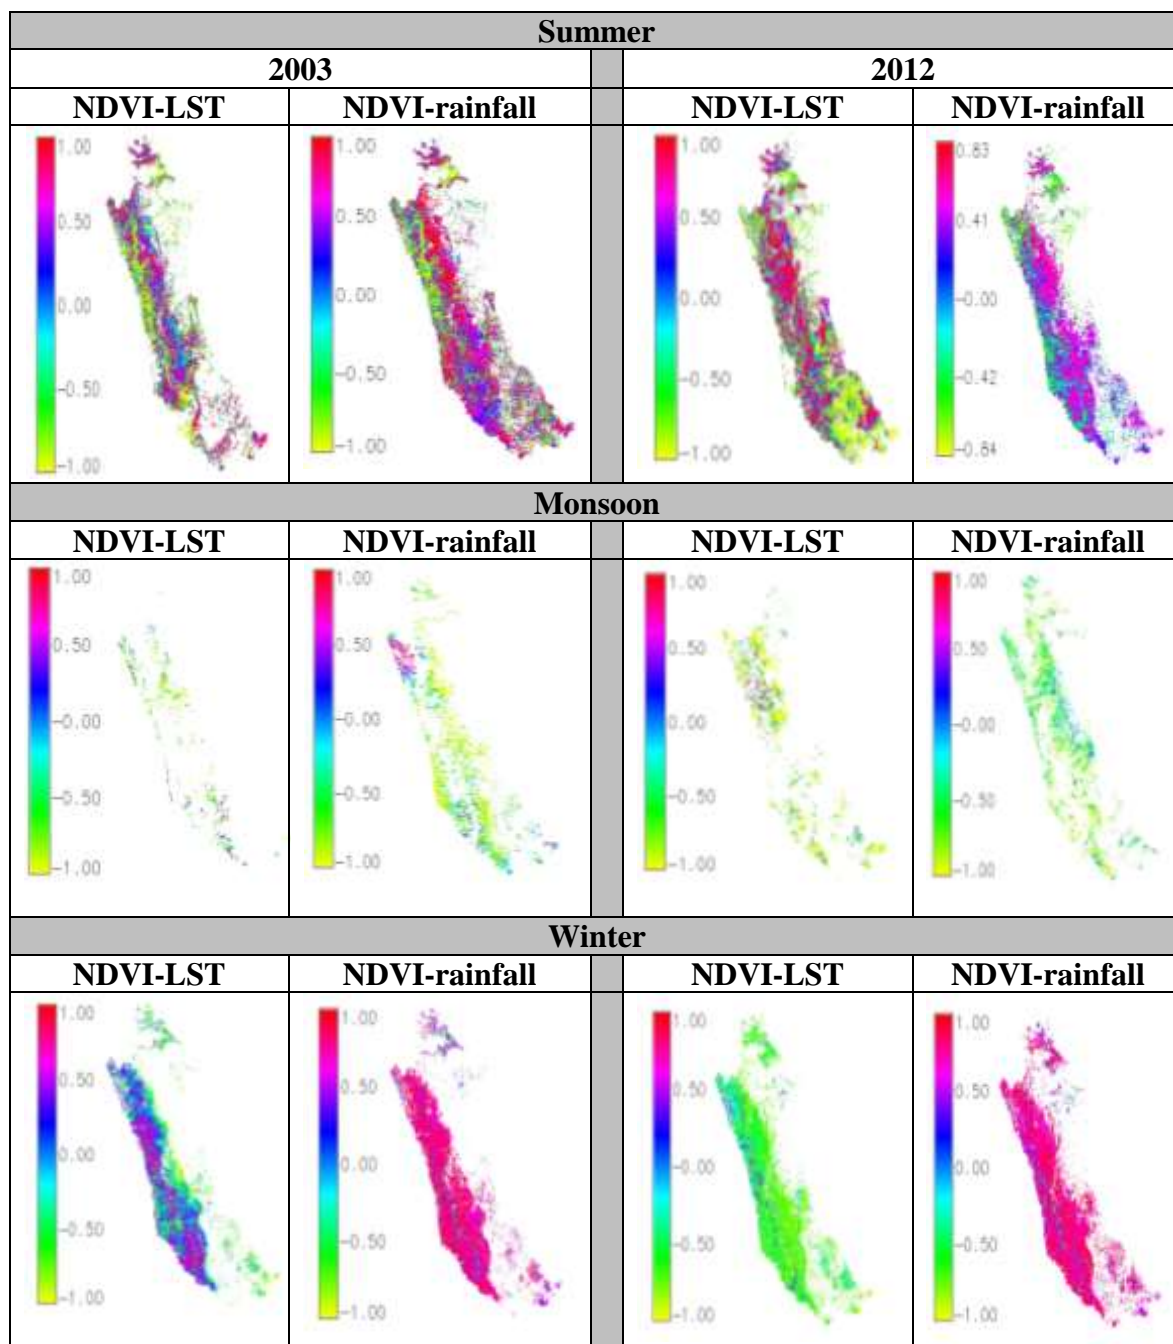 Summer
2003 2012
NDVI-LST NDVI-rainfall NDVI-LST NDVI-rainfall
1.00 1.00 1.00 0.83
0.50 0.50 0.50 0.41
0.00 0.00 0.00 -0.00
-0.50 -0.50 -0.50 -0.42
-1.00 -1.00 -1.00 -0.84
Monsoon
NDVI-LST NDVI-rainfall NDVI-LST NDVI-rainfall
1.00 1.00 1.00 1.00
0.50 0.50 0.50 0.50
-0.00 -0.00 0.00 -0.00
-0.50 -0.50 -0.50 -0.50
-1.00 -1.00 -1.00 -1.00
Winter
NDVI-LST NDVI-rainfall NDVI-LST NDVI-rainfall
1.00 1.00 1.00 1.00
0.50 0.50 0.50 0.50
0.00 0.00 -0.00 0.00
-0.50 -0.50 -0.50 -0.50
-1.00 -1.00 -1.00 -1.00